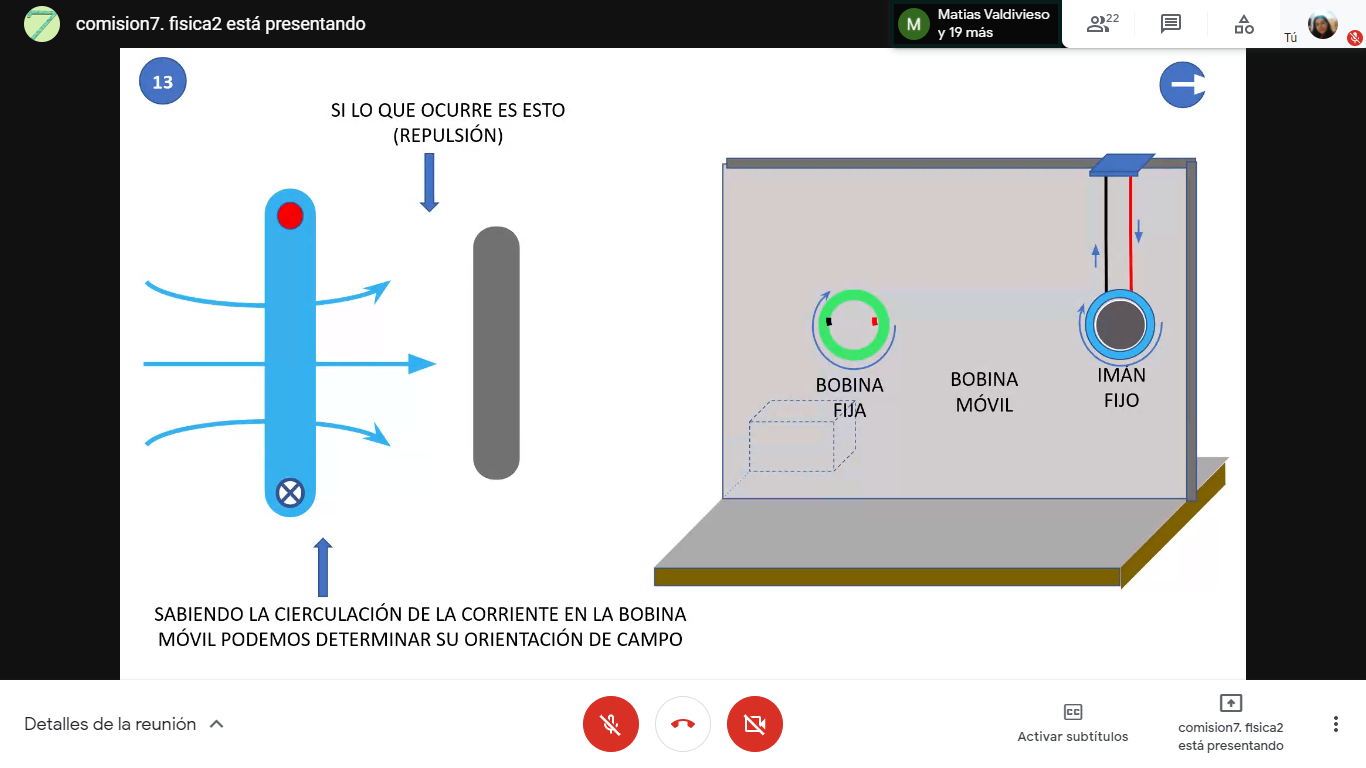 comision7. fisica2 está presentando
Matias Valdivieso
y 19 más
22
Tú
13
SI LO QUE OCURRE ES ESTO
(REPULSIÓN)
BOBINA
FIJA
BOBINA
MÓVIL
IMÁN
FIJO
SABIENDO LA CIERCULACIÓN DE LA CORRIENTE EN LA BOBINA
MÓVIL PODEMOS DETERMINAR SU ORIENTACIÓN DE CAMPO
Detalles de la reunión
Activar subtítulos
comision7. fisica2
está presentando